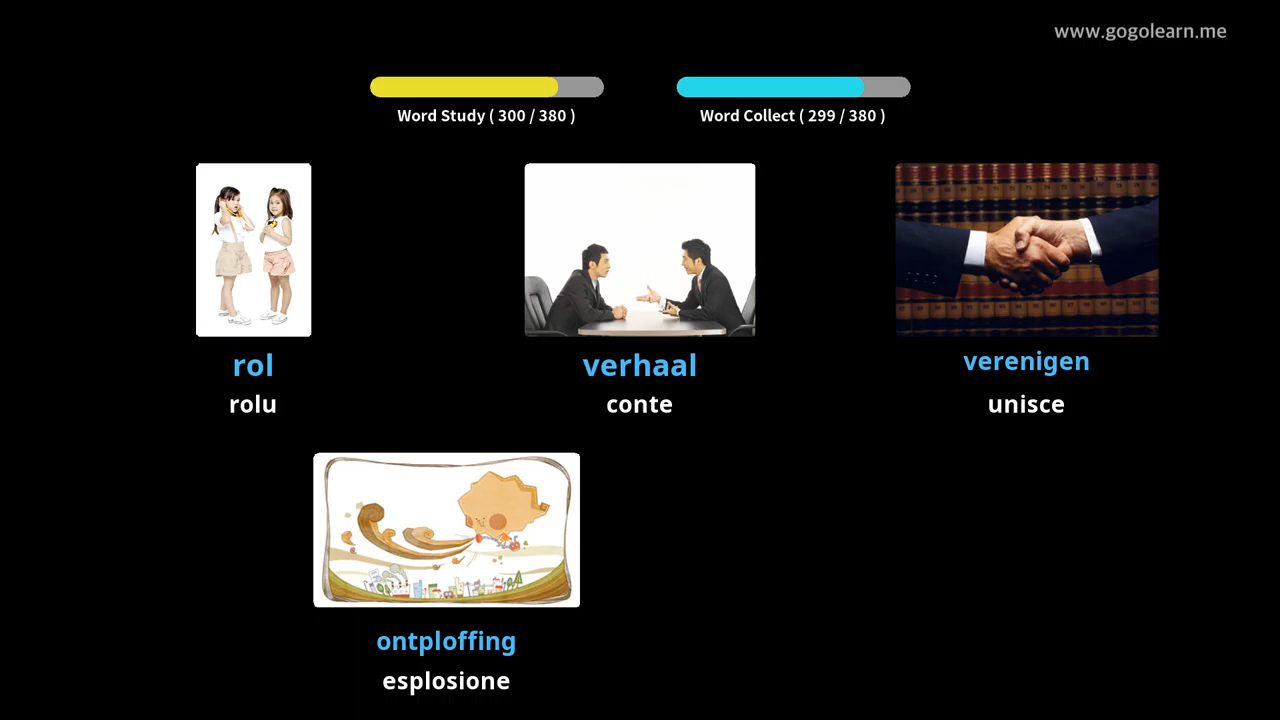 www.gogolearn.me
Word Study ( 300 / 380 )
Word Collect ( 299 / 380 )
rol
rolu
verhaal
conte
verenigen
unisce
ontploffing
esplosione